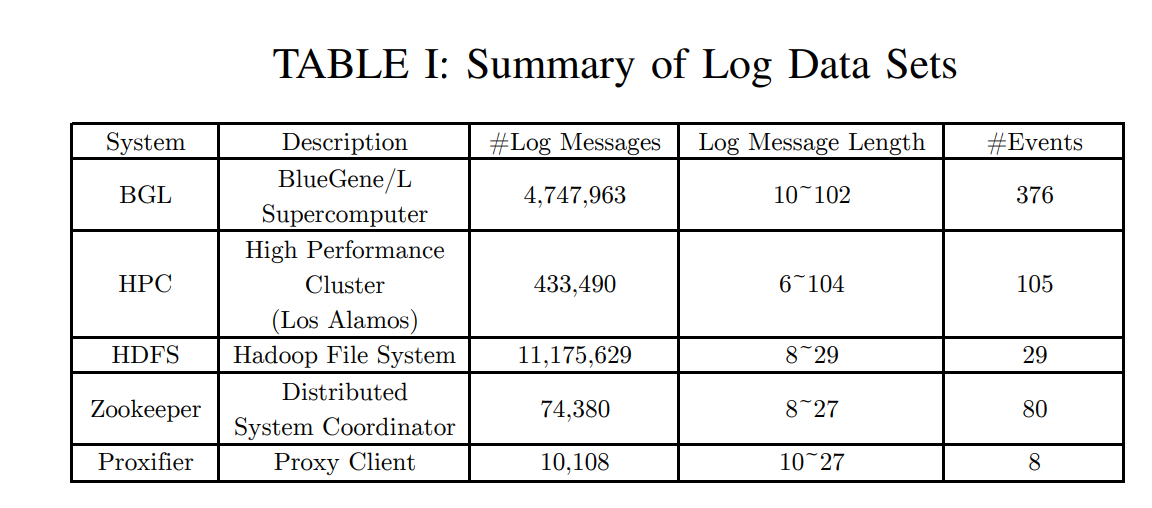 TABLE I: Summary of Log Data Sets
System Description #Log Messages Log Message Length #Events
BGL BlueGene/L Supercomputer 4,747,963 10~102 376
HPC High Performance Cluster (Los Alamos) 433,490 6~104 105
HDFS Hadoop File System 11,175,629 8~29 29
Zookeeper Distributed System Coordinator 74,380 8~27 80
Proxifier Proxy Client 10,108 10~27 8